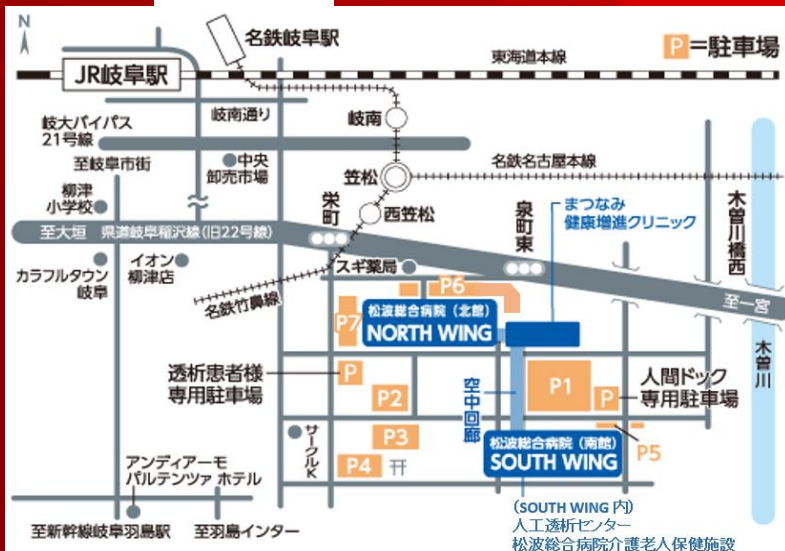 N
名鉄岐阜駅
東海道本線
P=駐車場
JR岐阜駅
岐南通り
岐南
岐大バイパス
21号線
至岐阜市街
中央
卸売市場
笠松
名鉄名古屋本線
柳津
小学校
栄町
西笠松
泉町東
まつなみ
健康増進クリニック
木曽川橋西
至大垣 県道岐阜稲沢線(旧22号線)
カラフルタウン
岐阜
イオン
柳津店
スギ薬局
名鉄竹鼻線
P6
至一宮
P7
松波総合病院(北館)
NORTH WING
木曽川
透析患者様
専用駐車場
P
P2
空中回廊
P1
P
人間ドック
専用駐車場
サークルK
P3
P4
松波総合病院(南館)
SOUTH WING
P5
アンディアーモ
パルテンツァ ホテル
至新幹線岐阜羽島駅
至羽島インター
(SOUTH WING 内)
人工透析センター
松波総合病院介護老人保健施設